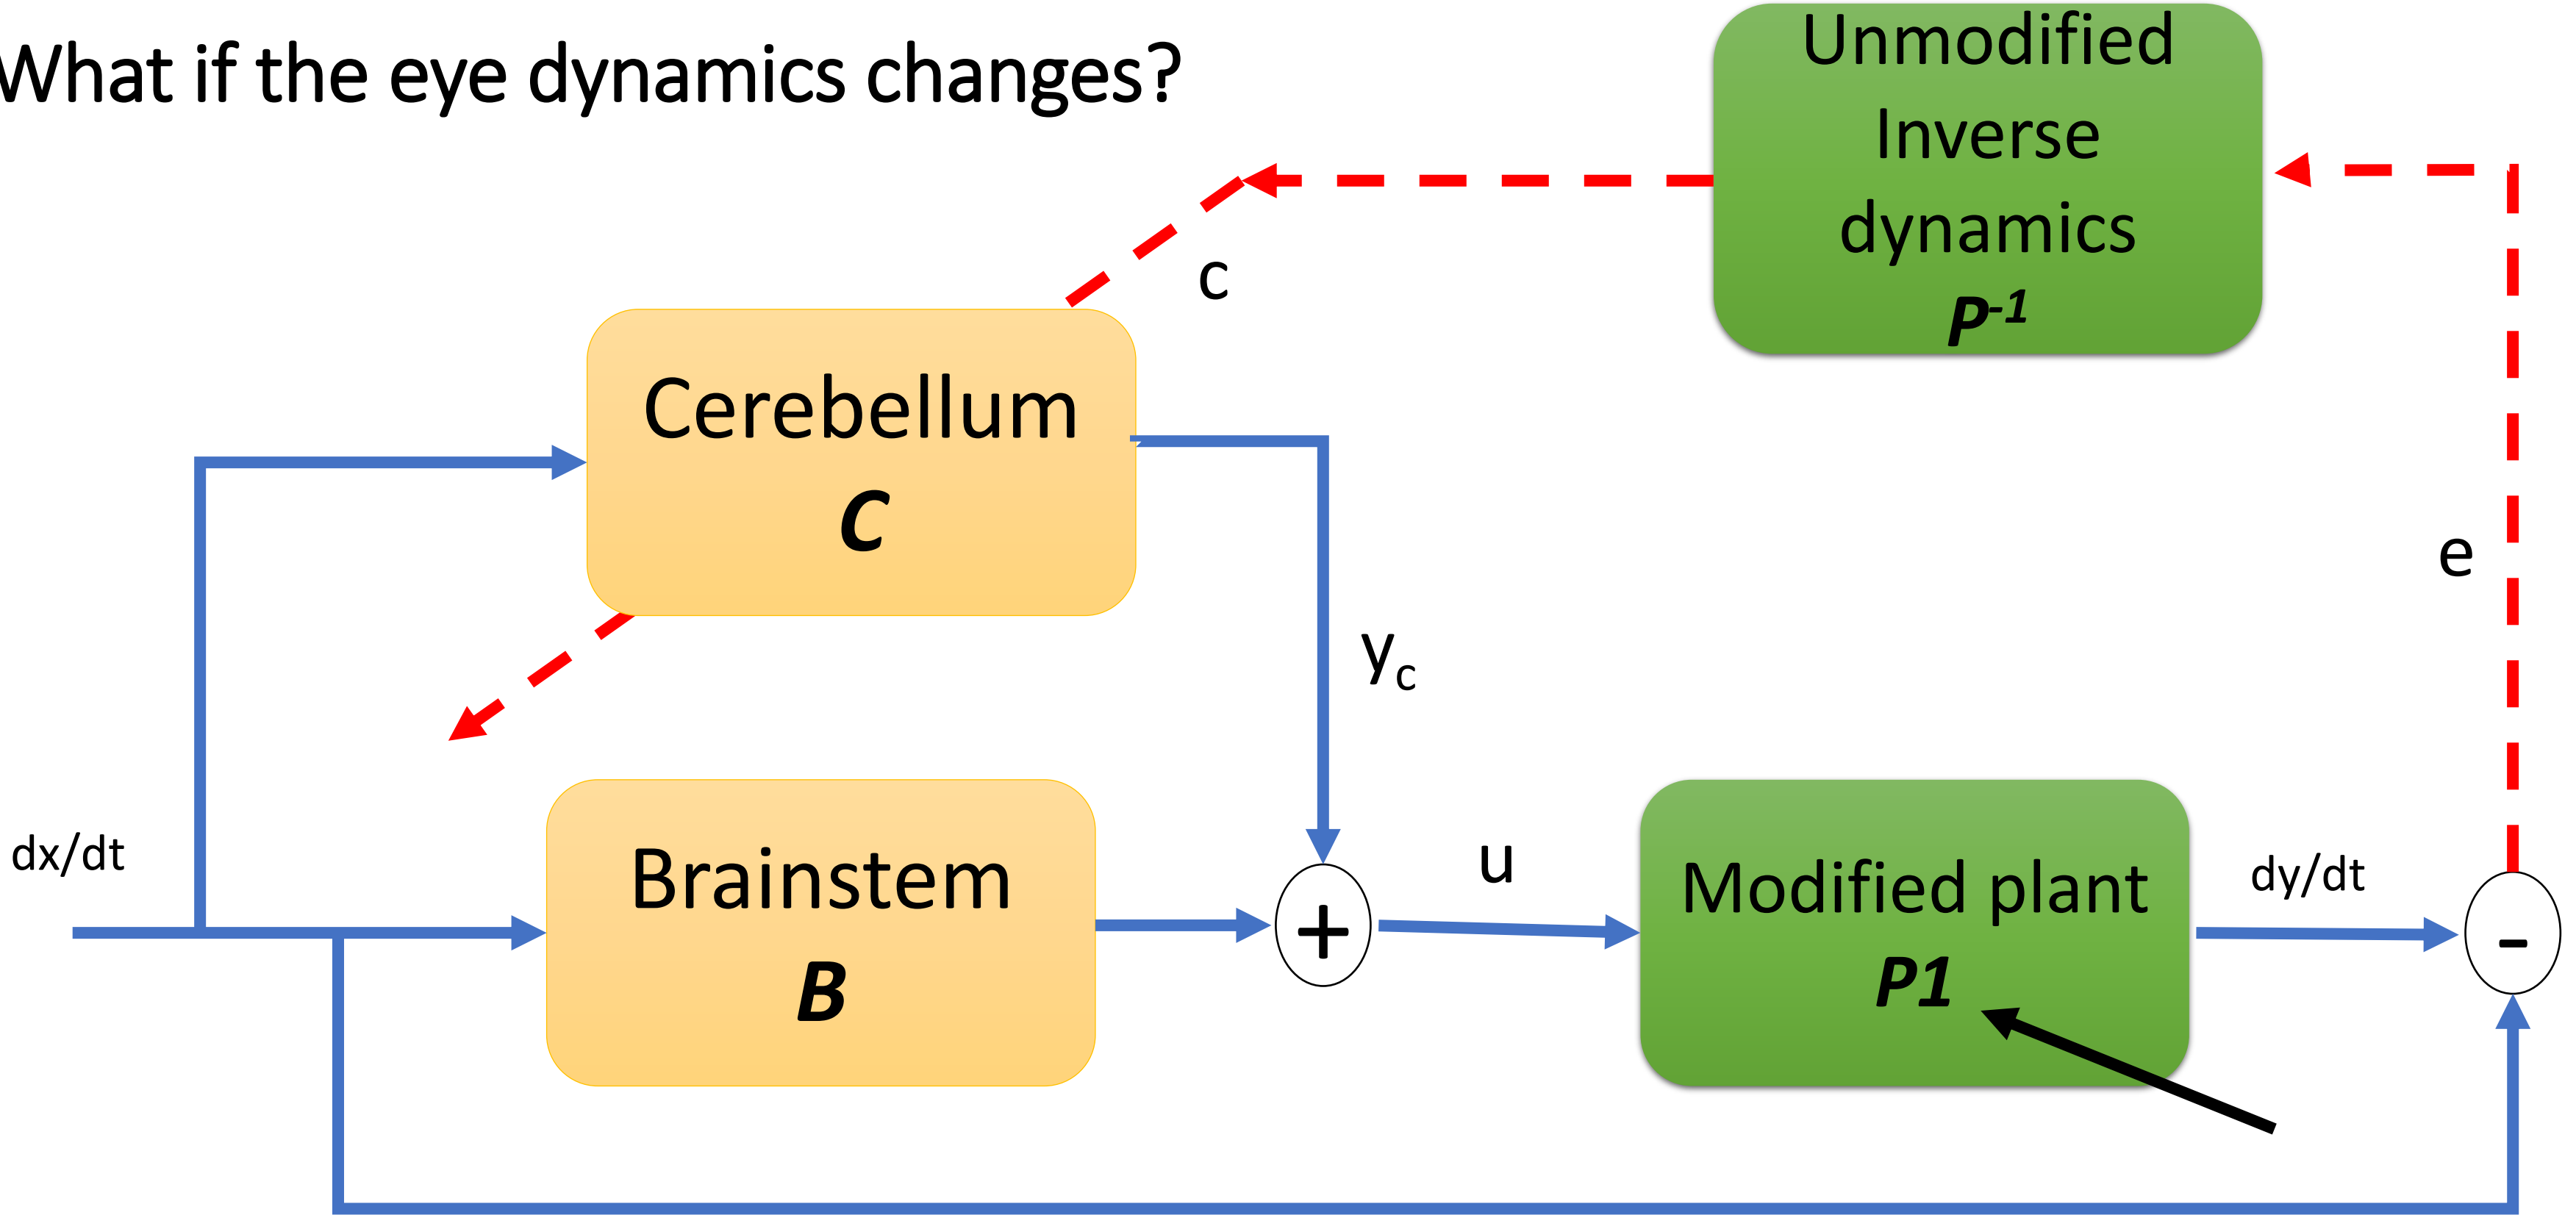 What if the eye dynamics changes?
Unmodified
Inverse
dynamics
P-1
c
Cerebellum
C
e
yc
dx/dt
Brainstem
B
+
u
Modified plant
P1
dy/dt
-